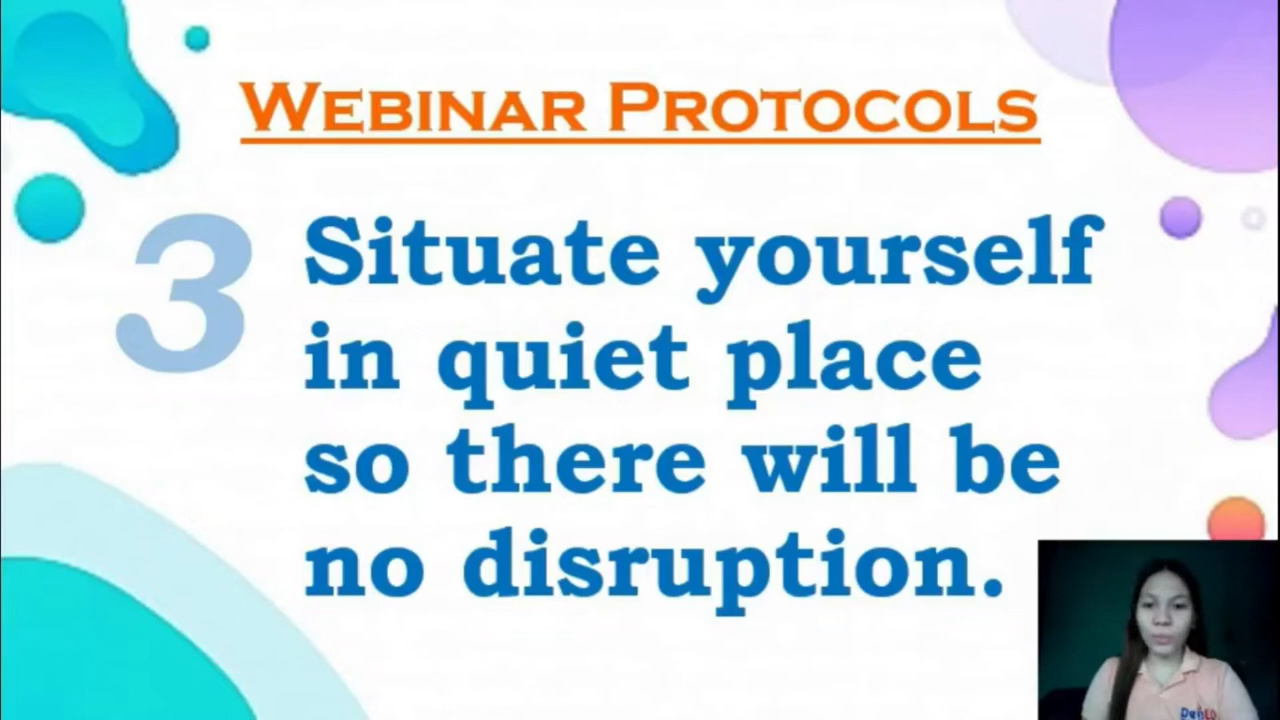 WEBINAR PROTOCOLS
3
Situate yourself
in quiet place
so there will be
no disruption.